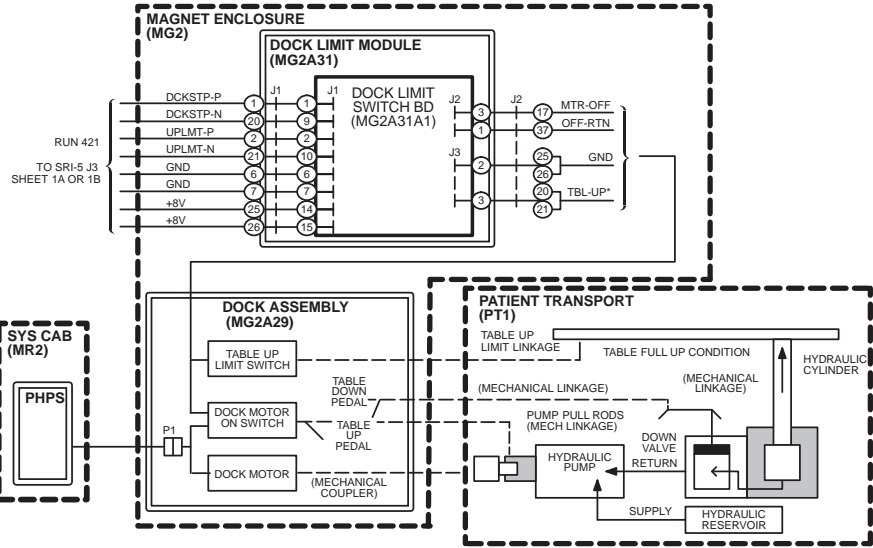 MAGNET ENCLOSURE
(MG2)
DOCK LIMIT MODULE
(MG2A31)
J1
J1
DOCK LIMIT
SWITCH BD
(MG2A31A1)
J2
J2
DCKSTP-P 1 1 3 17 MTR-OFF
DCKSTP-N 20 9 1 37 OFF-RTN
UPLMT-P 2 2
UPLMT-N 21 10 J3 2 25 GND
GND 6 6 26
GND 7 7 3 20 TBL-UP*
+8V 25 14 21
+8V 26 15
RUN 421
TO SRI-5 J3
SHEET 1A OR 1B
SYS CAB
(MR2)
PHPS
P1
DOCK ASSEMBLY
(MG2A29)
TABLE UP
LIMIT SWITCH
DOCK MOTOR
ON SWITCH
DOCK MOTOR
TABLE
DOWN
PEDAL
TABLE
UP
PEDAL
(MECHANICAL
COUPLER)
PATIENT TRANSPORT
(PT1)
TABLE UP
LIMIT LINKAGE
TABLE FULL UP CONDITION
HYDRAULIC
CYLINDER
(MECHANICAL LINKAGE)
(MECHANICAL
LINKAGE)
PUMP PULL RODS
(MECH LINKAGE)
DOWN
VALVE
HYDRAULIC
PUMP
RETURN
SUPPLY
HYDRAULIC
RESERVOIR